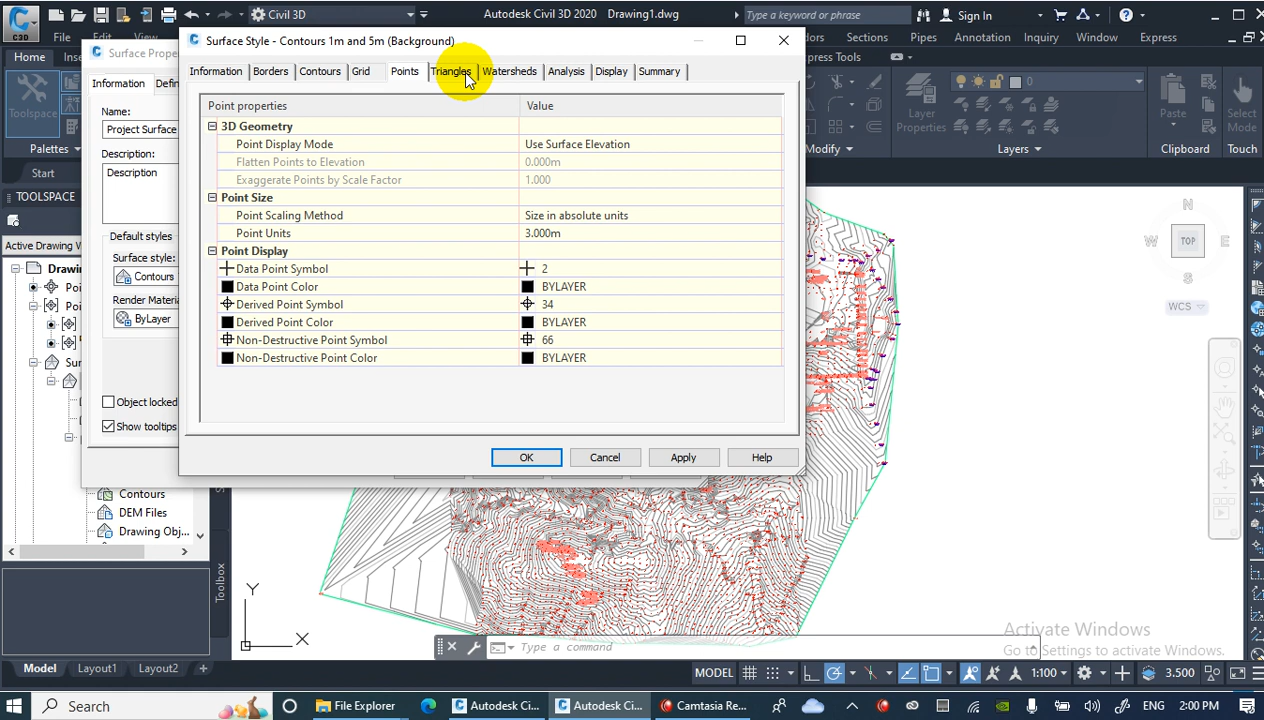 Civil 3D
Autodesk Civil 3D 2020 Drawing1.dwg
Type a keyword or phrase
Sign In
C3D
File
Edit
View
Sections
Pipes
Annotation
Inquiry
Window
Express
Home
Express Tools
Surface Style - Contours 1m and 5m (Background)
Information
Borders
Contours
Grid
Points
Triangles
Watersheds
Analysis
Display
Summary
Information
Name:
Project Surface
Description:
Description
Default styles
Surface style:
Contours
Render Materia
ByLayer
Object locked
Show tooltips
Toolspace
Palettes
Start
TOOLSPACE
Active Drawing V
Point properties Value
3D Geometry
Point Display Mode Use Surface Elevation
Flatten Points to Elevation 0.000m
Exaggerate Points by Scale Factor 1.000
Point Size
Point Scaling Method Size in absolute units
Point Units 3.000m
Point Display
Data Point Symbol 2
Data Point Color BYLAYER
Derived Point Symbol 34
Derived Point Color BYLAYER
Non-Destructive Point Symbol 66
Non-Destructive Point Color BYLAYER
OK
Cancel
Apply
Help
0
Layer
Properties
Paste
Select
Mode
Modify
Layers
Clipboard
Touch
N
W
TOP
E
S
WCS
Contours
DEM Files
Drawing Obj...
Toolbox
Y
X
Activate Windows
Go to Settings to activate Windows.
Type a command
Model
Layout1
Layout2
MODEL
1:100
3.500
Search
File Explorer
Autodesk Ci...
Autodesk Ci...
Camtasia Re...
ENG
2:00 PM